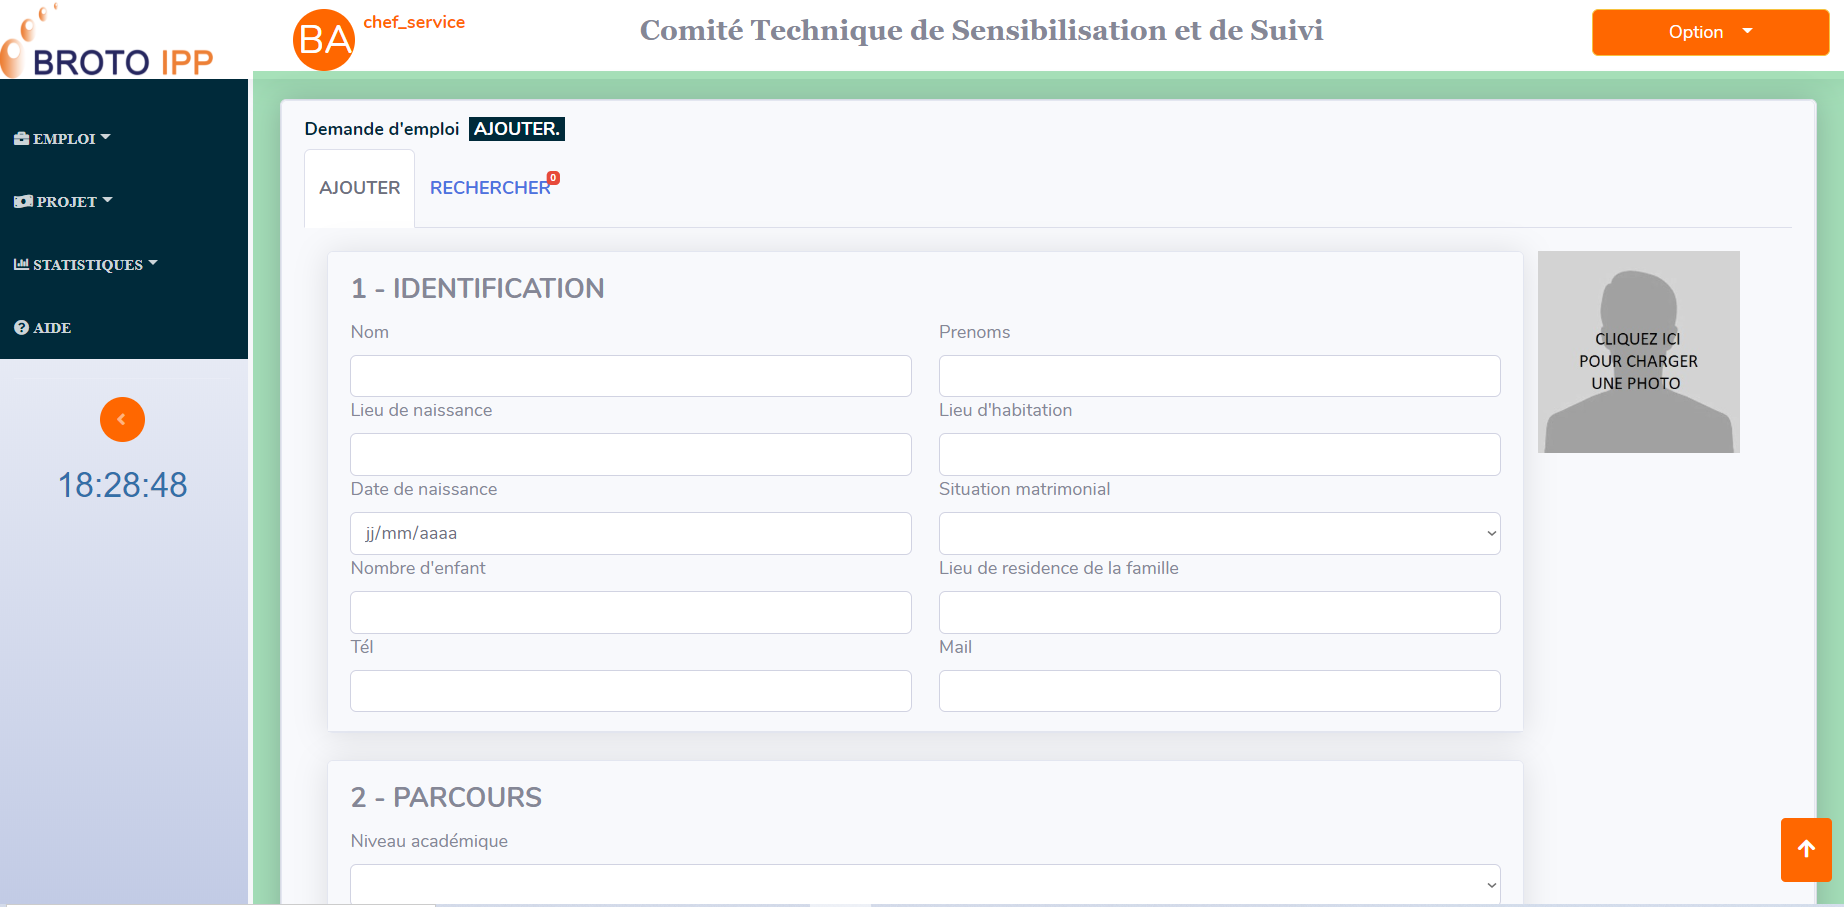 BROTO IPP
BA
chef_service
Comité Technique de Sensibilisation et de Suivi
Option
EMPLOI
PROJET
STATISTIQUES
AIDE
18:28:48
Demande d'emploi AJOUTER.
AJOUTER
RECHERCHER 0
1 - IDENTIFICATION
Nom
Prenoms
Lieu de naissance
Lieu d'habitation
Date de naissance
Situation matrimonial
jj/mm/aaaa
Nombre d'enfant
Lieu de residence de la famille
Tél
Mail
CLIQUEZ ICI
POUR CHARGER
UNE PHOTO
2 - PARCOURS
Niveau académique